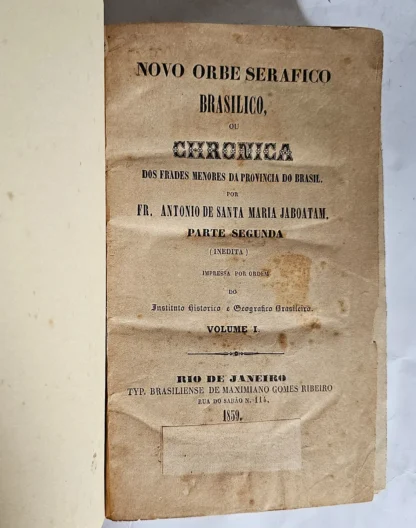 NOVO ORBE SERAFICO
BRASILICO,
OU
CHRONICA
DOS FRADES MENORES DA PROVINCIA DO BRASIL.
POR
FR. ANTONIO DE SANTA MARIA JABOATAM.
PARTE SEGUNDA
( INEDITA )
IMPRESSA POR ORDEM
DO
Instituto Historico e Geografico Brasileiro.
VOLUME I
RIO DE JANEIRO
TYP. BRASILIENSE DE MAXIMIANO GOMES RIBEIRO
RUA DO SABÃO N. 114.
1859.